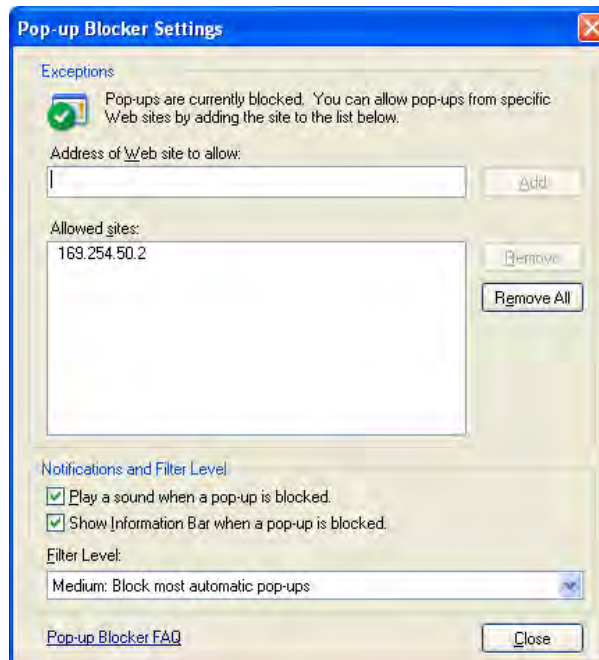 Pop-up Blocker Settings
Exceptions
Pop-ups are currently blocked. You can allow pop-ups from specific
Web sites by adding the site to the list below.
Address of Web site to allow:
Add
Allowed sites:
169.254.50.2
Remove
Remove All
Notifications and Filter Level
Play a sound when a pop-up is blocked.
Show Information Bar when a pop-up is blocked.
Filter Level:
Medium: Block most automatic pop-ups
Pop-up Blocker FAQ
Close